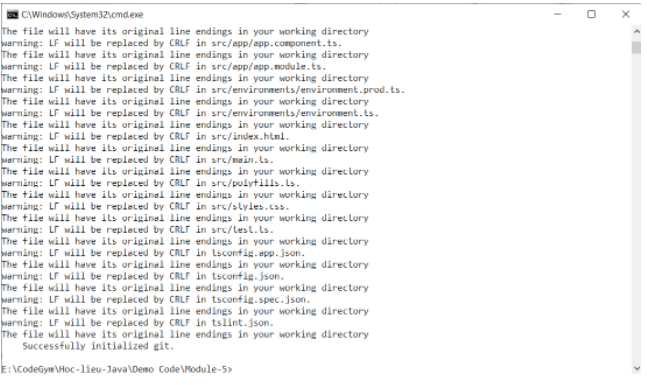 C:\Windows\System32\cmd.exe
The file will have its original line endings in your working directory
warning: LF will be replaced by CRLF in src/app/app.component.ts.
The file will have its original line endings in your working directory
warning: LF will be replaced by CRLF in src/app/app.module.ts.
The file will have its original line endings in your working directory
warning: LF will be replaced by CRLF in src/environments/environment.prod.ts.
The file will have its original line endings in your working directory
warning: LF will be replaced by CRLF in src/environments/environment.ts.
The file will have its original line endings in your working directory
warning: LF will be replaced by CRLF in src/index.html.
The file will have its original line endings in your working directory
warning: LF will be replaced by CRLF in src/main.ts.
The file will have its original line endings in your working directory
warning: LF will be replaced by CRLF in src/polyfills.ts.
The file will have its original line endings in your working directory
warning: LF will be replaced by CRLF in src/styles.css.
The file will have its original line endings in your working directory
warning: LF will be replaced by CRLF in src/test.ts.
The file will have its original line endings in your working directory
warning: LF will be replaced by CRLF in tsconfig.app.json.
The file will have its original line endings in your working directory
warning: LF will be replaced by CRLF in tsconfig.json.
The file will have its original line endings in your working directory
warning: LF will be replaced by CRLF in tsconfig.spec.json.
The file will have its original line endings in your working directory
warning: LF will be replaced by CRLF in tslint.json.
The file will have its original line endings in your working directory
Successfully initialized git.
E:\CodeGym\Hoc-lieu-Java\Demo Code\Module-5>